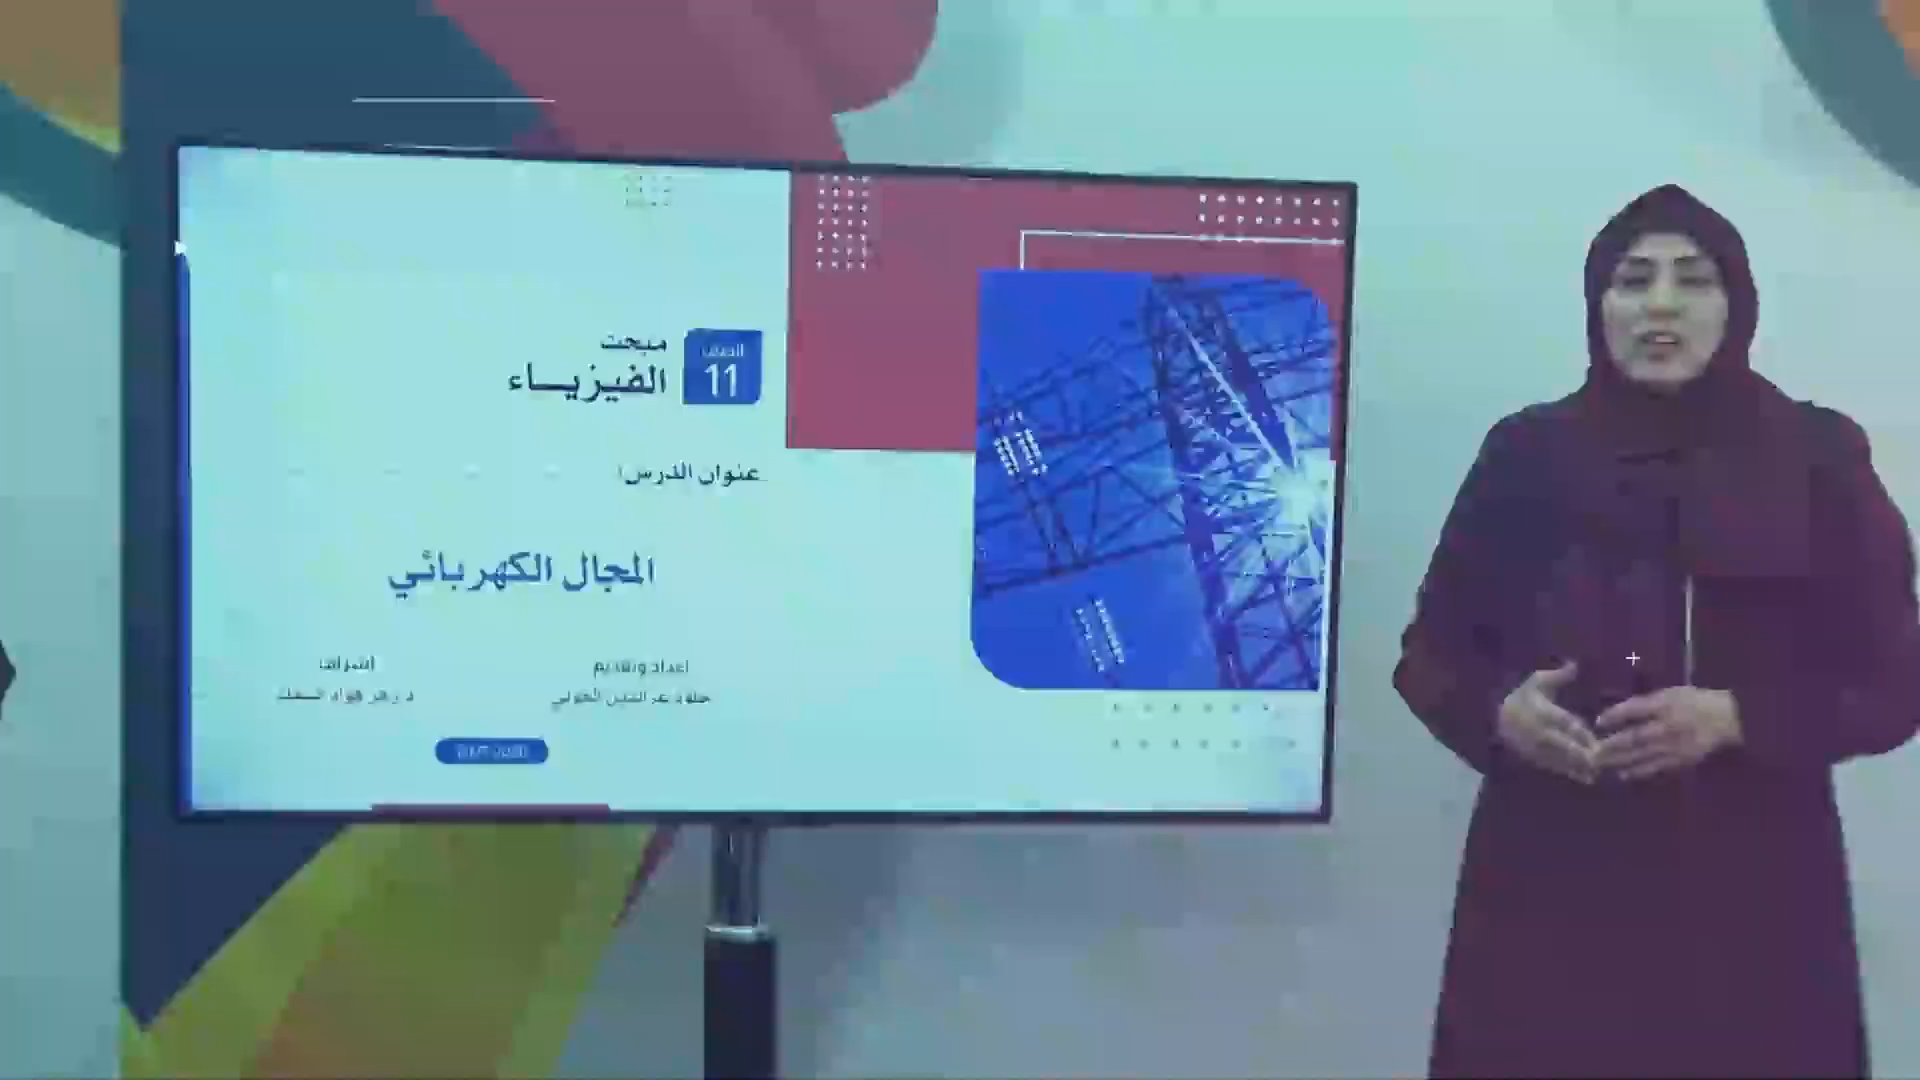 الصف
11
مبحث
الفيزيـــاء
عنوان الدرس:
المجال الكهربائي
إعداد وتقديم
إشراف